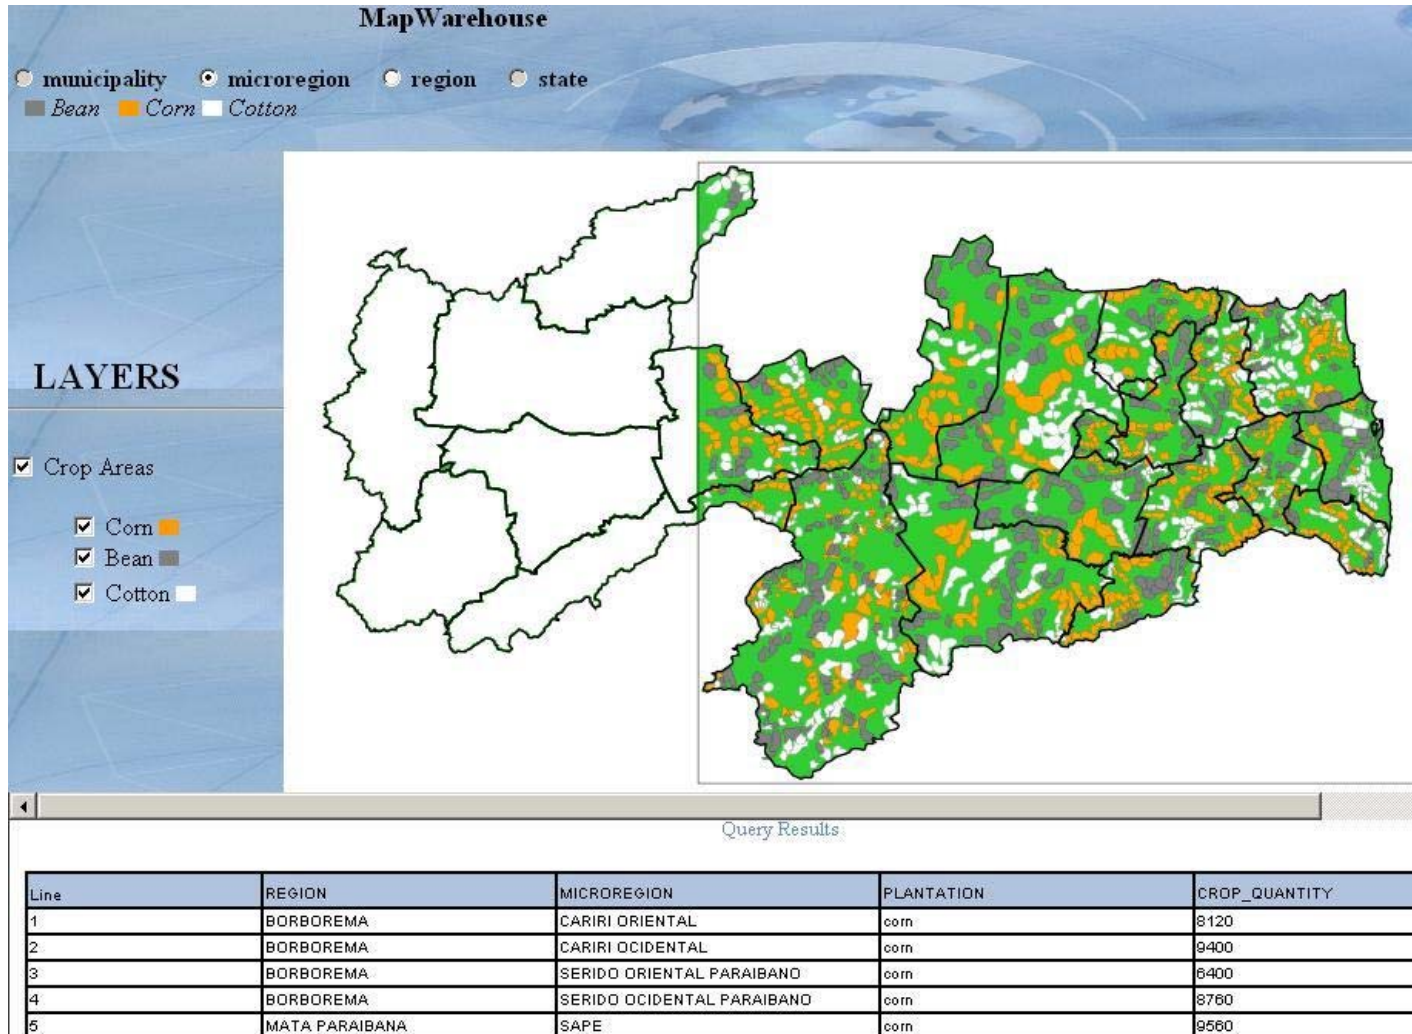 MapWarehouse
municipality microregion region state
Bean Corn Cotton
LAYERS
Crop Areas
Corn
Bean
Cotton
Query Results
Line REGION MICROREGION PLANTATION CROP_QUANTITY
1 BORBOREMA CARIRI ORIENTAL corn 8120
2 BORBOREMA CARIRI OCIDENTAL corn 9400
3 BORBOREMA SERIDO ORIENTAL PARAIBANO corn 6400
4 BORBOREMA SERIDO OCIDENTAL PARAIBANO corn 8760
5 MATA PARAIBANA SAPE corn 9560